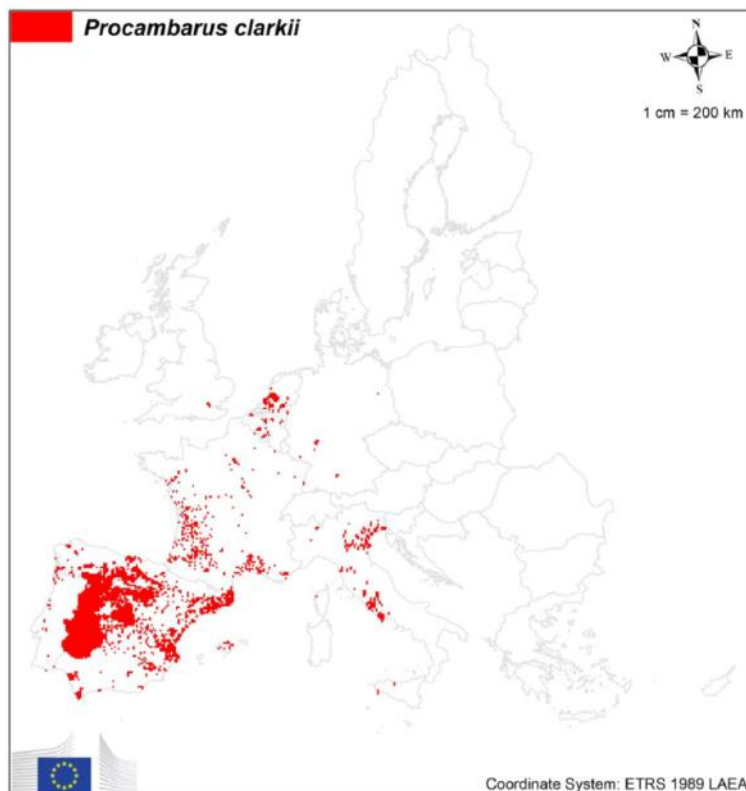 Procambarus clarkii
N
W E
S
1 cm = 200 km
Coordinate System: ETRS 1989 LAEA